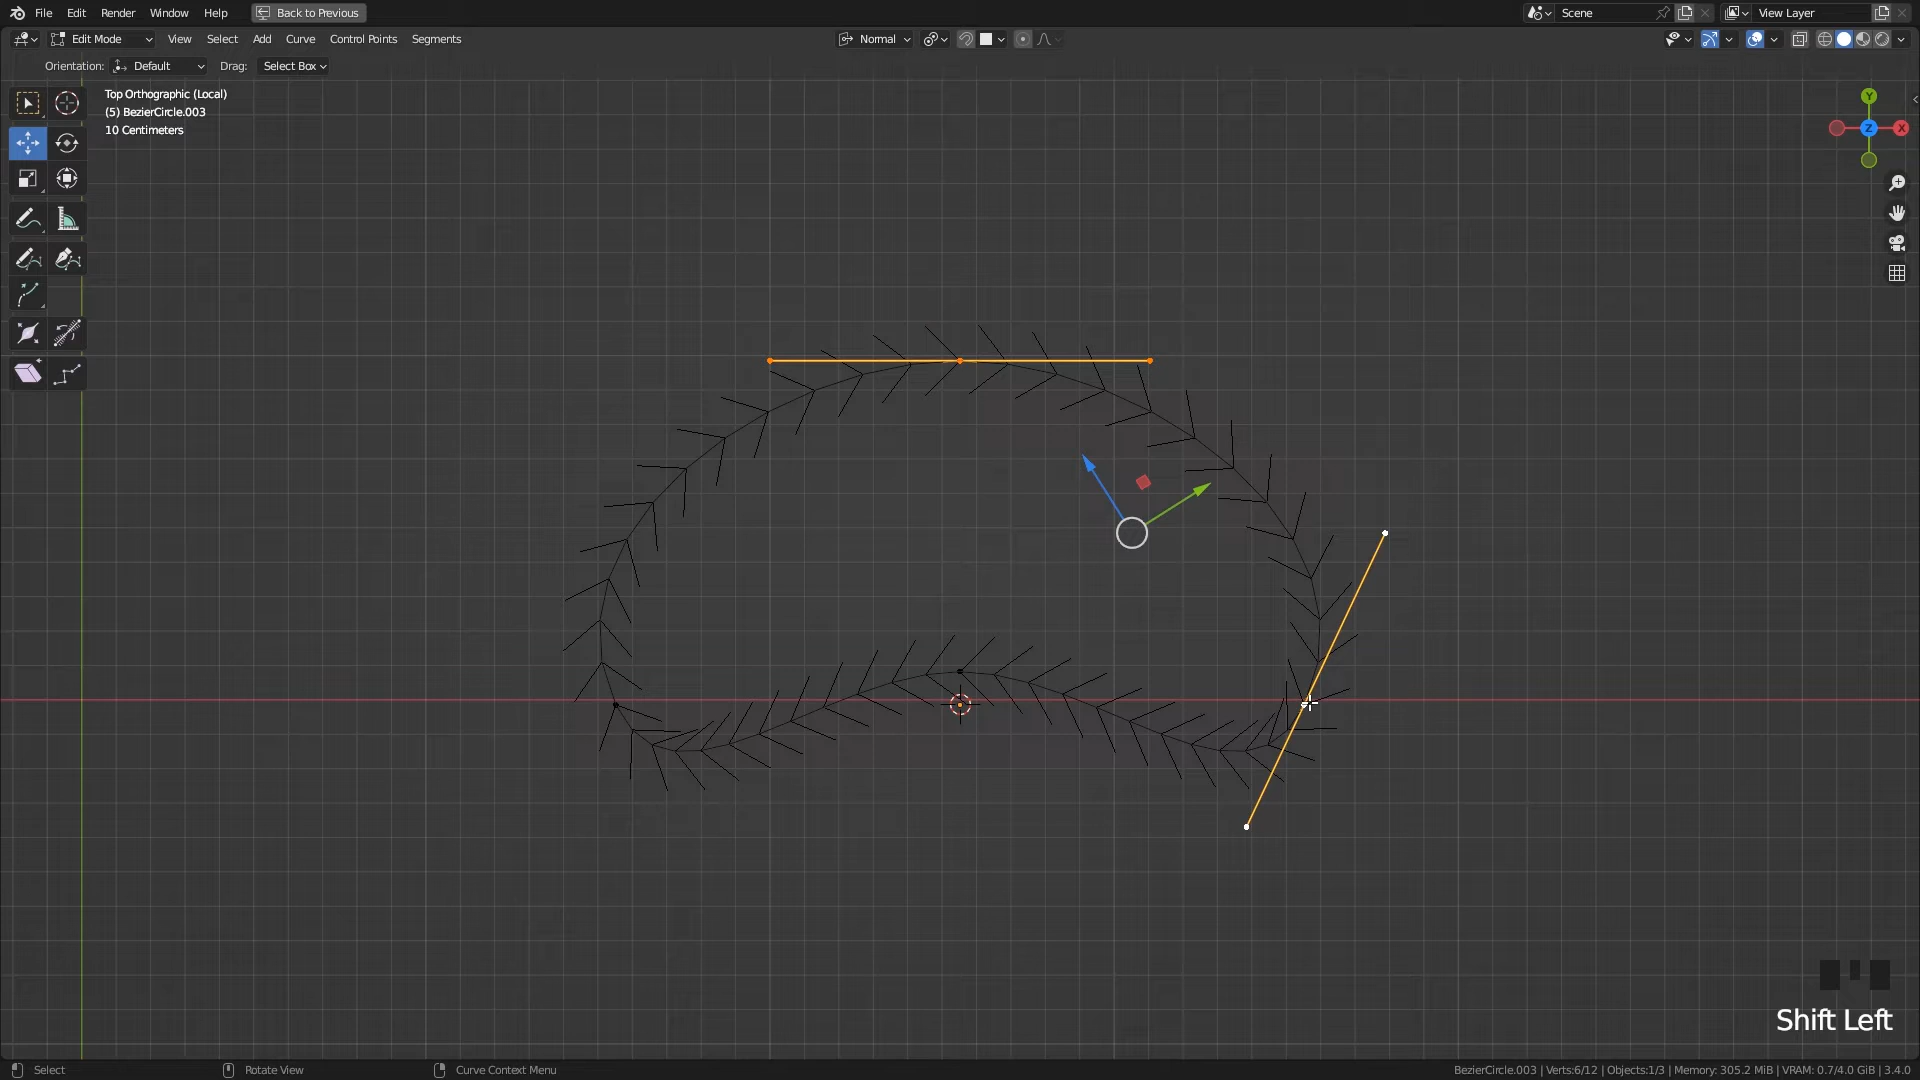 File Edit Render Window Help Back to Previous Scene View Layer
Edit Mode View Select Add Curve Control Points Segments Normal
Orientation: Default Drag: Select Box
Top Orthographic (Local)
(5) BezierCircle.003
10 Centimeters
Y
Z
X
Shift Left
Select Rotate View Curve Context Menu BezierCircle.003 | Verts:6/12 | Objects:1/3 | Memory: 305.2 MiB | VRAM: 0.7/4.0 GiB | 3.4.0